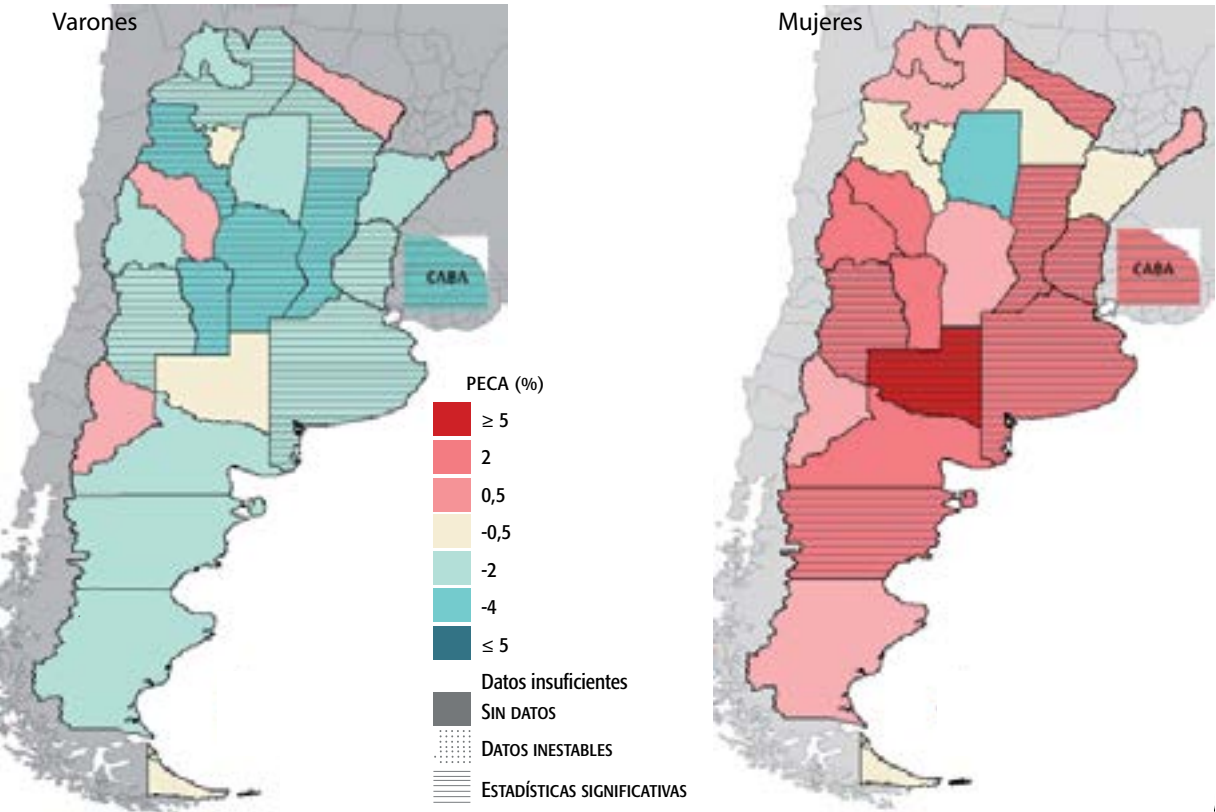 Varones
Mujeres
CABA
CABA
PECA (%)
≥ 5
2
0,5
-0,5
-2
-4
≤ 5
Datos insuficientes
SIN DATOS
DATOS INESTABLES
ESTADÍSTICAS SIGNIFICATIVAS